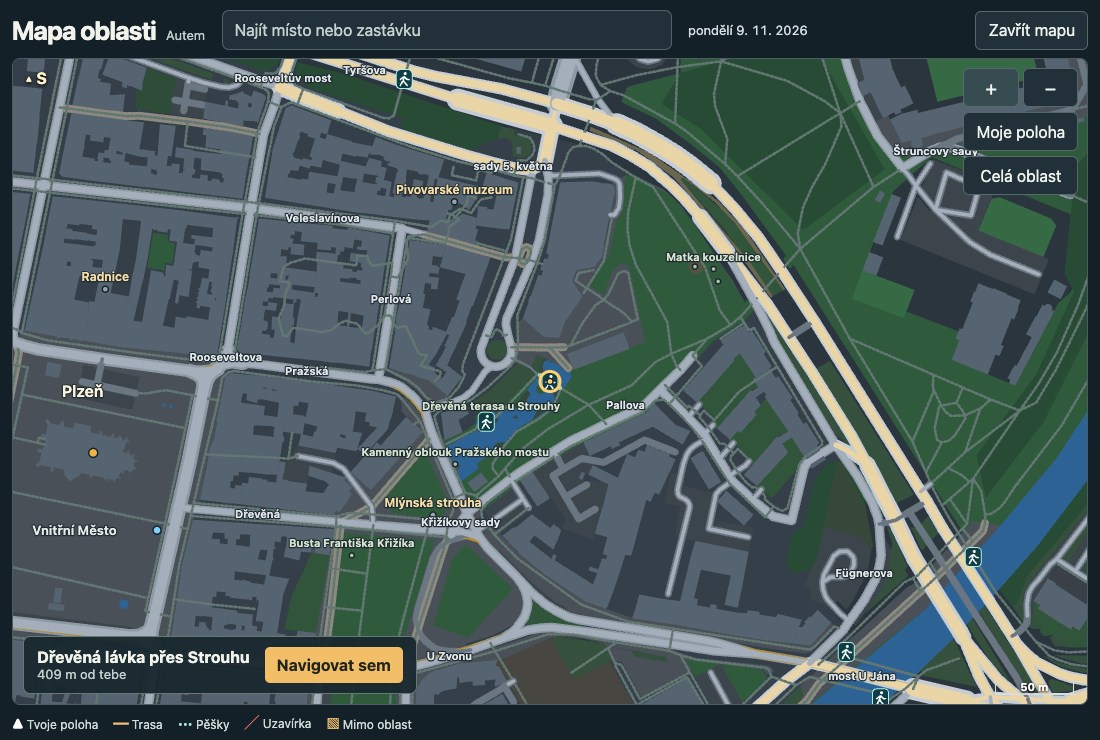 Mapa oblasti Autem
Najít místo nebo zastávku
pondělí 9. 11. 2026
Zavřít mapu
▲ S
Tyršova
Rooseveltův most
+
−
Moje poloha
Štruncovy sady
Celá oblast
sady 5. května
Pivovarské muzeum
Veleslavínova
Matka kouzelnice
Radnice
Perlová
Rooseveltova
Pražská
Plzeň
Dřevěná terasa u Strouhy
Pallova
Kamenný oblouk Pražského mostu
Mlýnská strouha
Dřevěná
Křižíkovy sady
Vnitřní Město
Busta Františka Křižíka
Fügnerova
U Zvonu
most U Jána
50 m
Dřevěná lávka přes Strouhu
409 m od tebe
Navigovat sem
Tvoje poloha
Trasa
Pěšky
Uzavírka
Mimo oblast